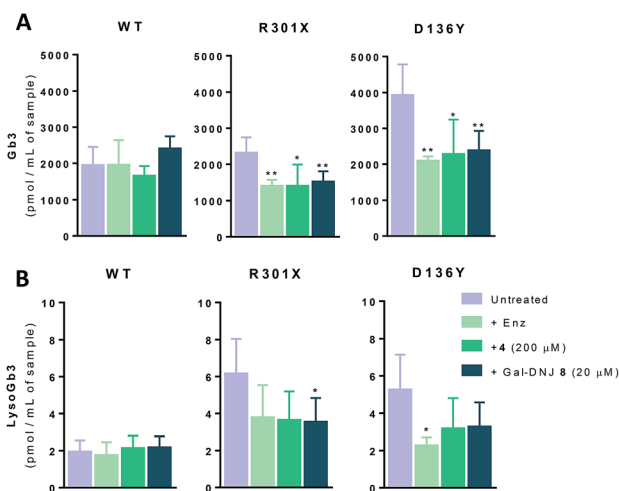 A
WT
R301X
D136Y
Gb3
(pmol / mL of sample)
5000
4000
3000
2000
1000
0
5000
4000
3000
2000
1000
0
** * **
5000
4000
3000
2000
1000
0
** * **
B
WT
R301X
D136Y
LysoGb3
(pmol / mL of sample)
10
8
6
4
2
0
10
8
6
4
2
0
*
10
8
6
4
2
0
*
Untreated
+ Enz
+4 (200 μM)
+ Gal-DNJ 8 (20 μM)